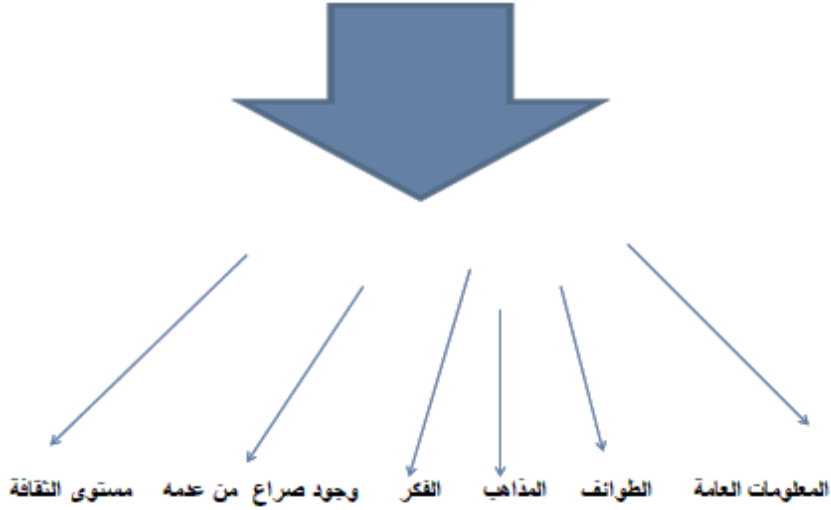 المعلومات العامة الطوائف المذاهب الفكر وجود صراع من عدمه مستوى الثقافة